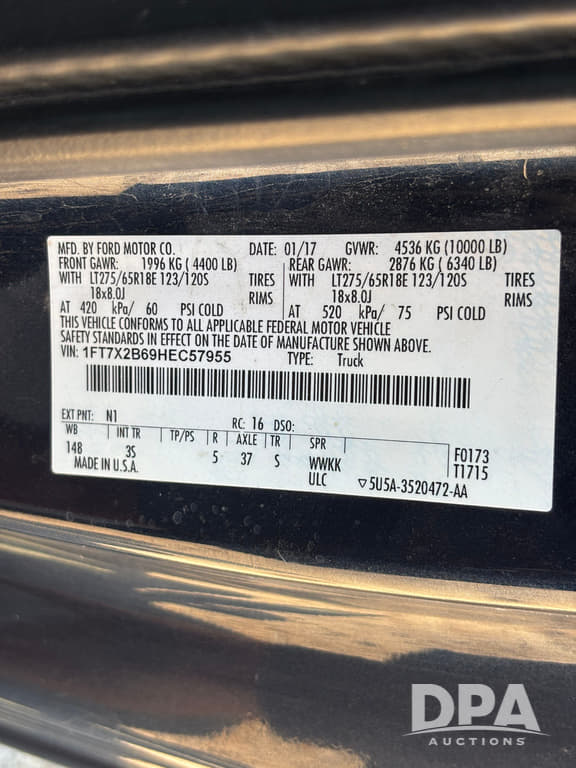 MFD. BY FORD MOTOR CO. DATE: 01/17 GVWR: 4536 KG (10000 LB)
FRONT GAWR: 1996 KG ( 4400 LB) REAR GAWR: 2876 KG ( 6340 LB)
WITH LT275/65R18E 123/120S TIRES WITH LT275/65R18E 123/120S TIRES
18x8.0J RIMS 18x8.0J RIMS
AT 420 kPa/ 60 PSI COLD AT 520 kPa/ 75 PSI COLD
THIS VEHICLE CONFORMS TO ALL APPLICABLE FEDERAL MOTOR VEHICLE
SAFETY STANDARDS IN EFFECT ON THE DATE OF MANUFACTURE SHOWN ABOVE.
VIN: 1FT7X2B69HEC57955 TYPE: Truck
EXT PNT: N1 RC: 16 DSO:
WB INT TR TP/PS R AXLE TR SPR
148 3S 5 37 S WWKK F0173
MADE IN U.S.A. ULC ▽5U5A-3520472-AA T1715
DPA
AUCTIONS